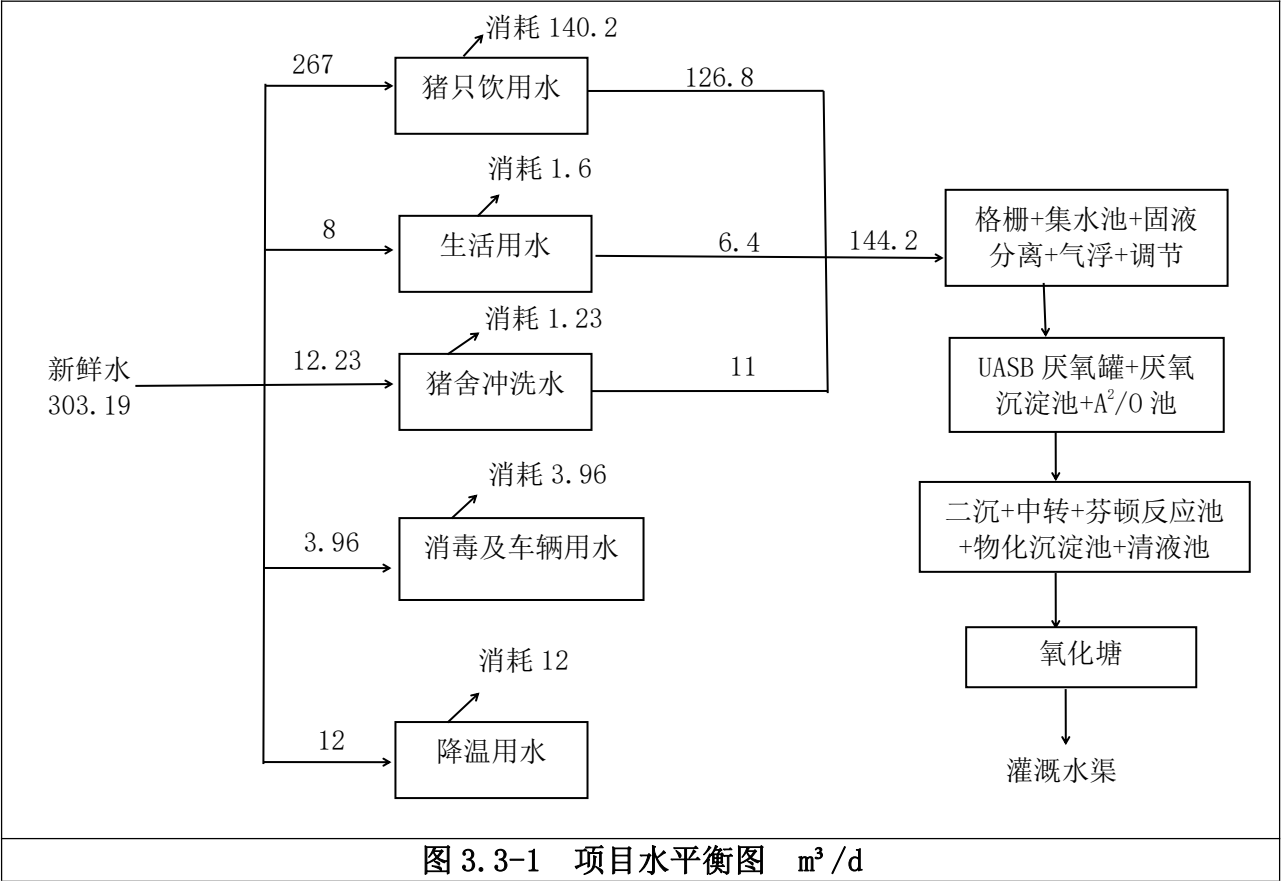 消耗 140.2
267
猪只饮用水
126.8
消耗 1.6
8
生活用水
6.4
144.2
格栅+集水池+固液
分离+气浮+调节
消耗 1.23
新鲜水
303.19
12.23
猪舍冲洗水
11
UASB 厌氧罐+厌氧
沉淀池+A²/O 池
消耗 3.96
3.96
消毒及车辆用水
二沉+中转+芬顿反应池
+物化沉淀池+清液池
消耗 12
12
降温用水
氧化塘
灌溉水渠
图 3.3-1 项目水平衡图 m³/d